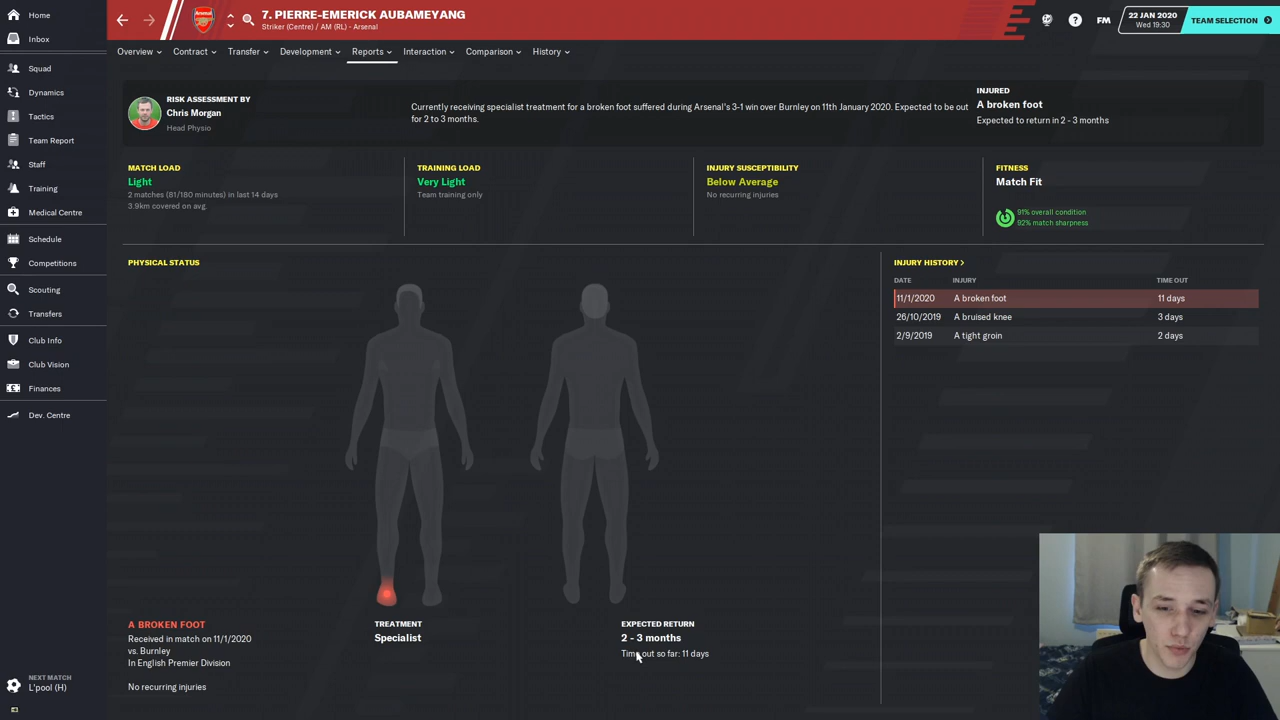 Home
Inbox
Squad
Dynamics
Tactics
Team Report
Staff
Training
Medical Centre
Schedule
Competitions
Scouting
Transfers
Club Info
Club Vision
Finances
Dev. Centre
NEXT MATCH
L'pool (H)
7. PIERRE-EMERICK AUBAMEYANG
Striker (Centre) / AM (RL) - Arsenal
?
FM
22 JAN 2020
Wed 19:30
TEAM SELECTION
Overview
Contract
Transfer
Development
Reports
Interaction
Comparison
History
RISK ASSESSMENT BY
Chris Morgan
Head Physio
Currently receiving specialist treatment for a broken foot suffered during Arsenal's 3-1 win over Burnley on 11th January 2020. Expected to be out
for 2 to 3 months.
INJURED
A broken foot
Expected to return in 2 - 3 months
MATCH LOAD
Light
2 matches (81/180 minutes) in last 14 days
3.9km covered on avg.
TRAINING LOAD
Very Light
Team training only
INJURY SUSCEPTIBILITY
Below Average
No recurring injuries
FITNESS
Match Fit
91% overall condition
92% match sharpness
PHYSICAL STATUS
A BROKEN FOOT
Received in match on 11/1/2020
vs. Burnley
In English Premier Division
No recurring injuries
TREATMENT
Specialist
EXPECTED RETURN
2 - 3 months
Time out so far: 11 days
INJURY HISTORY >
DATE INJURY TIME OUT
11/1/2020 A broken foot 11 days
26/10/2019 A bruised knee 3 days
2/9/2019 A tight groin 2 days